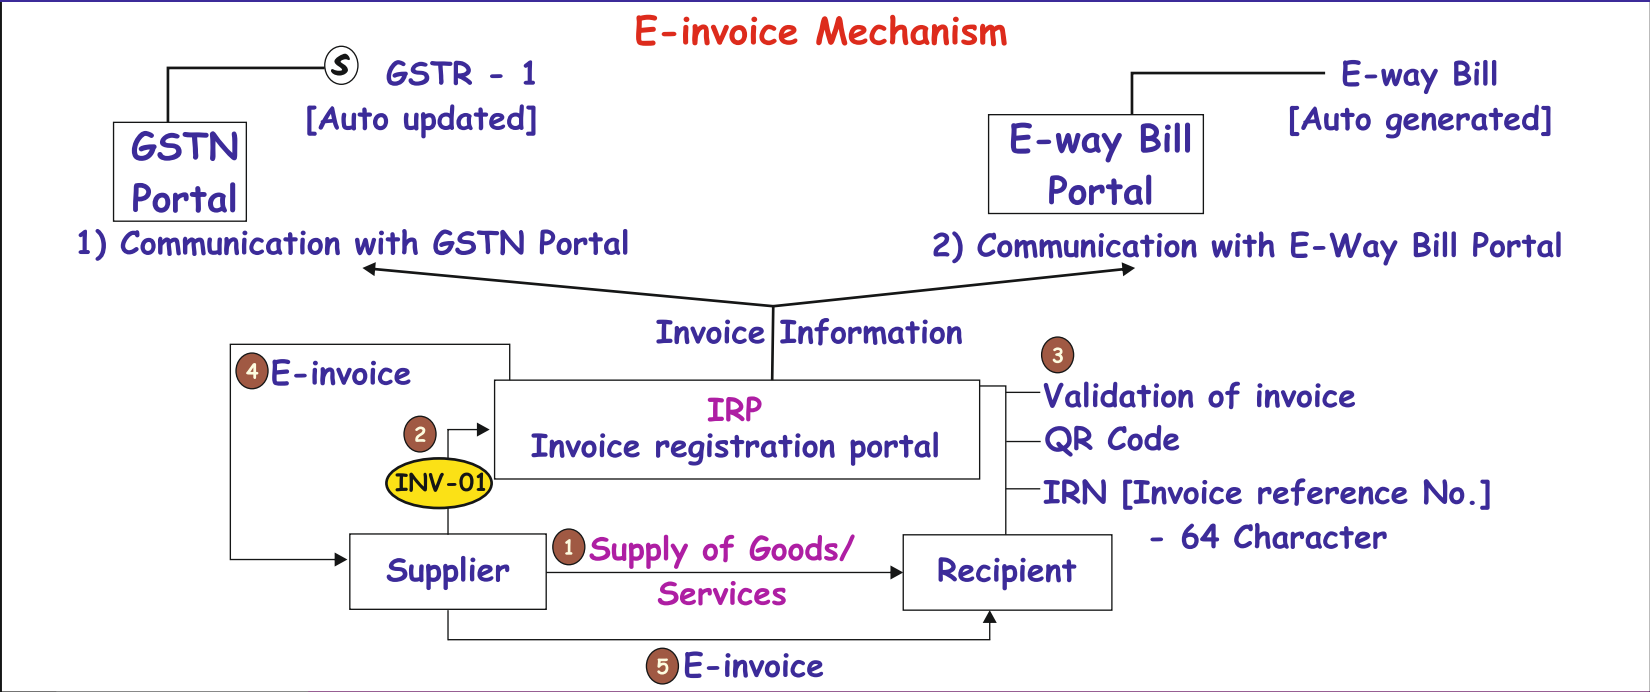 E-invoice Mechanism
S GSTR - 1
[Auto updated]
GSTN
Portal
1) Communication with GSTN Portal
E-way Bill
[Auto generated]
E-way Bill
Portal
2) Communication with E-Way Bill Portal
Invoice Information
4 E-invoice
2
INV-01
IRP
Invoice registration portal
3
Validation of invoice
QR Code
IRN [Invoice reference No.]
- 64 Character
Supplier
1 Supply of Goods/
Services
Recipient
5 E-invoice